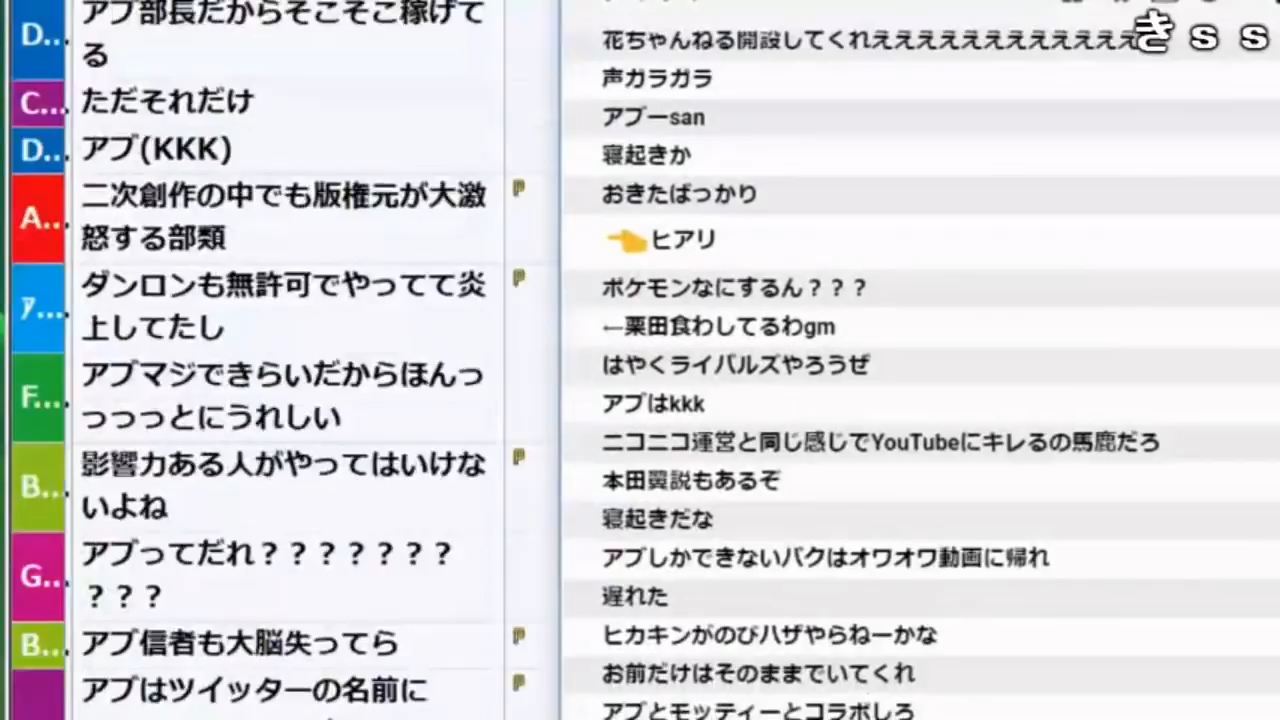 D..
アブ部長だからそこそこ稼げて
る
C...
ただそれだけ
D..
アブ(KKK)
A..
二次創作の中でも版権元が大激
怒する部類
P
y...
ダンロンも無許可でやってて炎
上してたし
P
F...
アブマジできらいだからほんっ
っっっとにうれしい
B..
影響力ある人がやってはいけな
いよね
P
G..
アブってだれ？？？？？？？
？？？
B..
アブ信者も大脳失ってら
P
アブはツイッターの名前に
P
きｓｓ
花ちゃんねる開設してくれえええええええええええええ
声ガラガラ
アブーsan
寝起きか
おきたばっかり
👈ヒアリ
ポケモンなにするん？？？
←栗田食わしてるわgm
はやくライバルズやろうぜ
アブはkkk
ニコニコ運営と同じ感じでYouTubeにキレるの馬鹿だろ
本田翼説もあるぞ
寝起きだな
アブしかできないバクはオワオワ動画に帰れ
遅れた
ヒカキンがのびハザやらねーかな
お前だけはそのままでいてくれ
アブとモッティーとコラボしろ